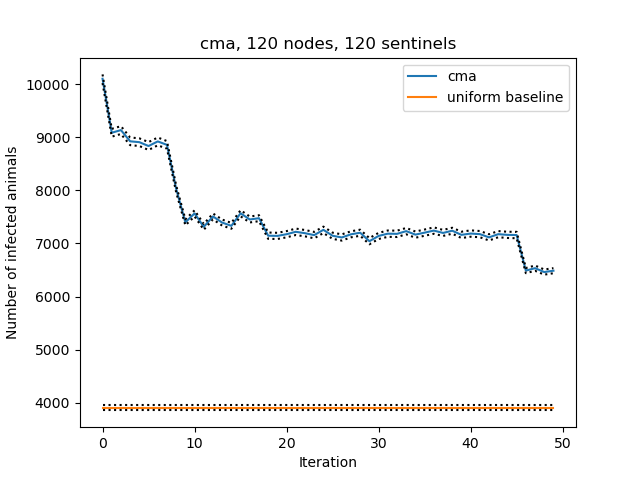 cma, 120 nodes, 120 sentinels
cma
uniform baseline
Number of infected animals
10000
9000
8000
7000
6000
5000
4000
0 10 20 30 40 50
Iteration